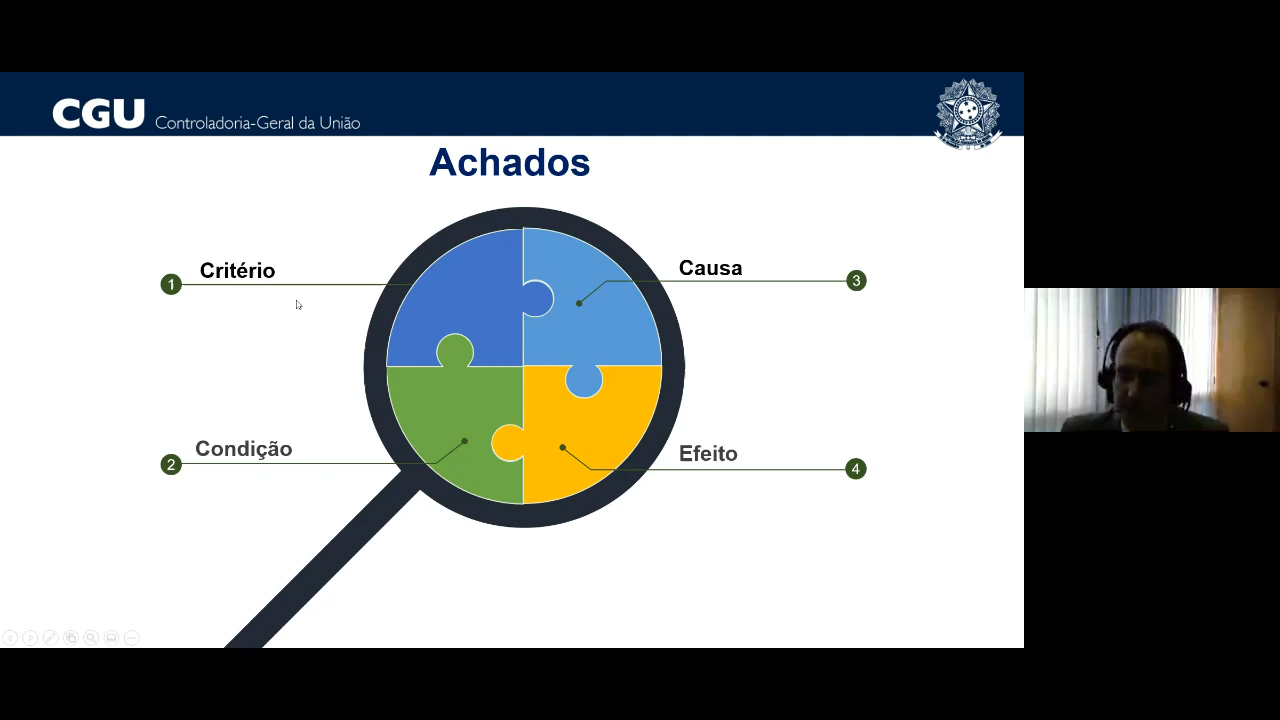 CGU Controladoria-Geral da União
Achados
1 Critério
Causa 3
2 Condição
Efeito 4